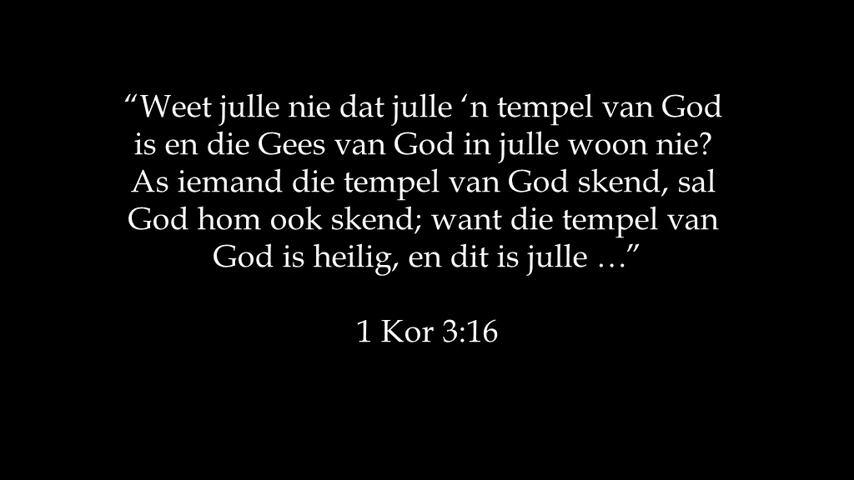 “Weet julle nie dat julle ‘n tempel van God
is en die Gees van God in julle woon nie?
As iemand die tempel van God skend, sal
God hom ook skend; want die tempel van
God is heilig, en dit is julle …”
1 Kor 3:16